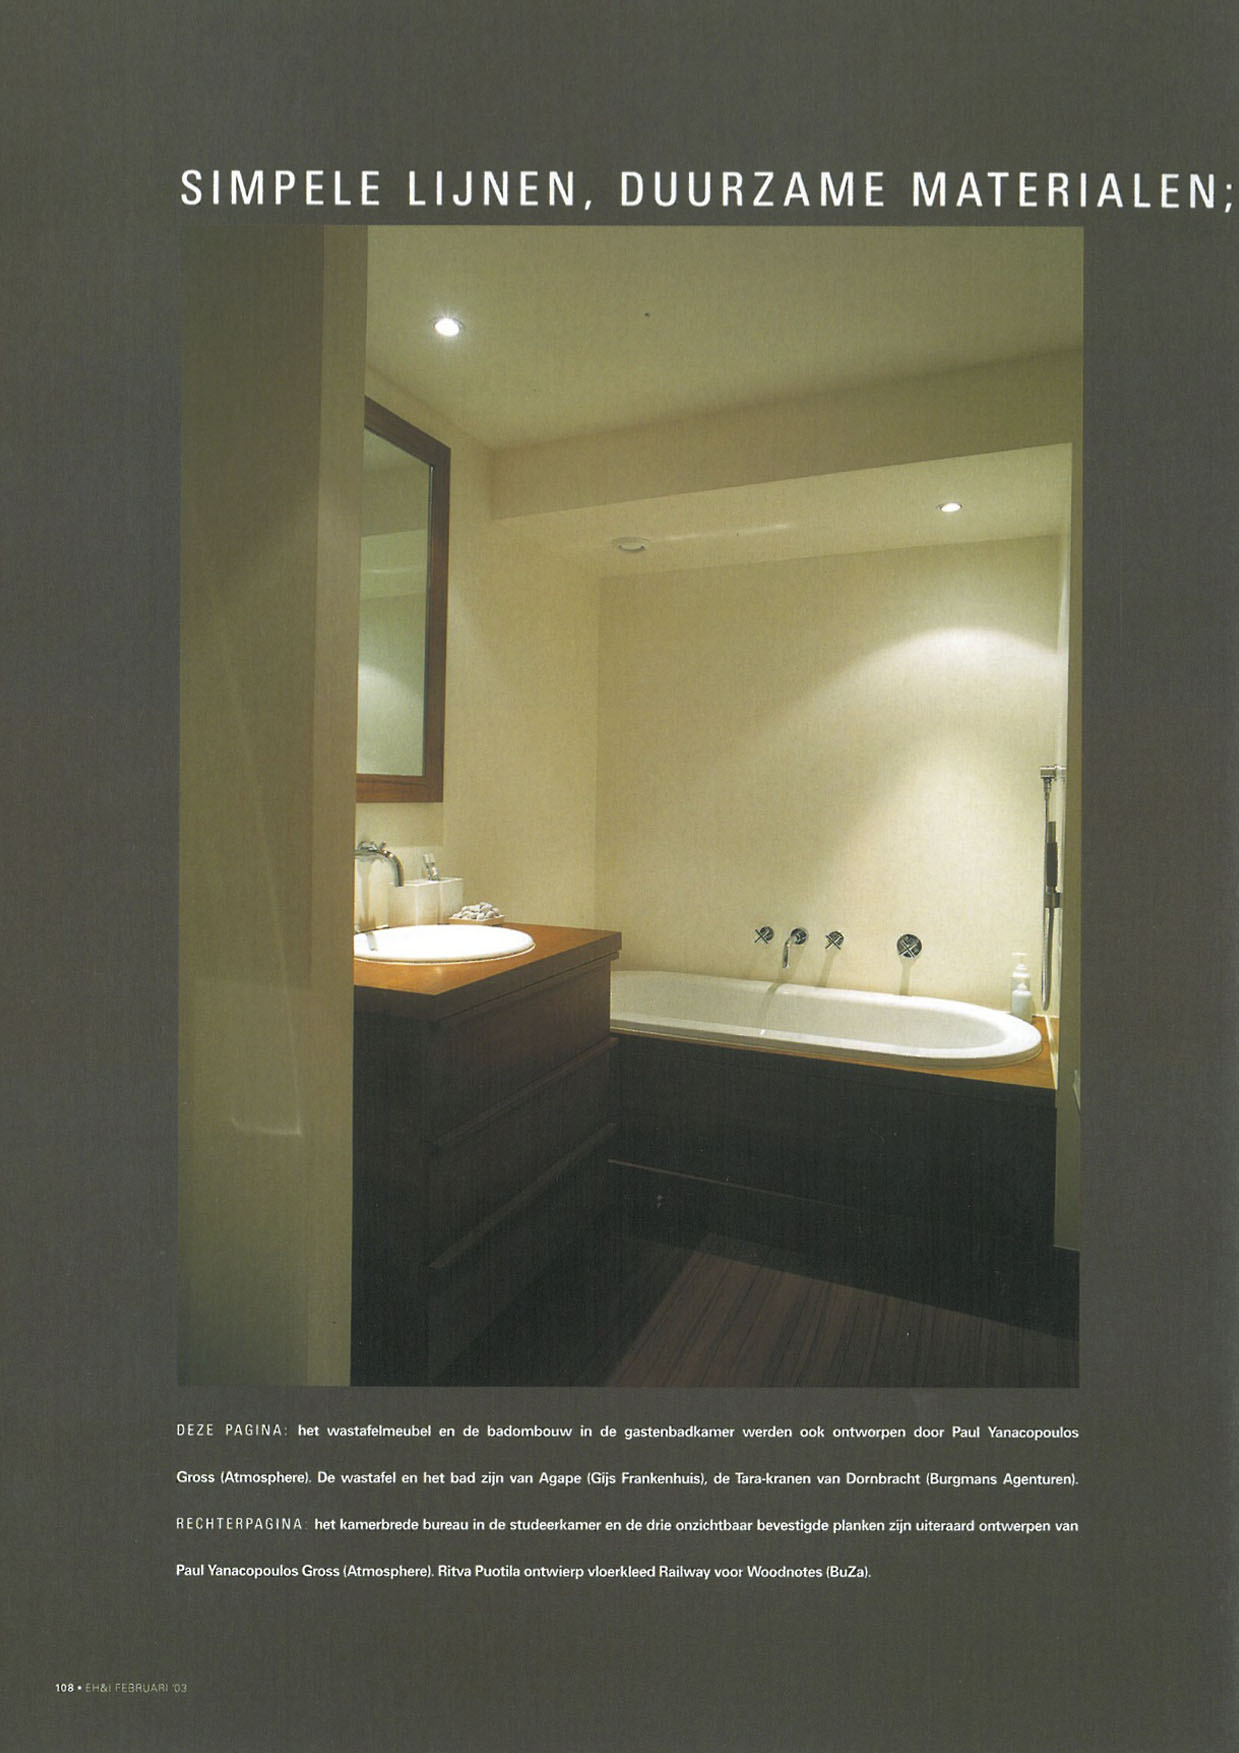 SIMPELE LIJNEN, DUURZAME MATERIALEN;
DEZE PAGINA: het wastafelmeubel en de badombouw in de gastenbadkamer werden ook ontworpen door Paul Yanacopoulos
Gross (Atmosphere). De wastafel en het bad zijn van Agape (Gijs Frankenhuis), de Tara-kranen van Dornbracht (Burgmans Agenturen).
RECHTERPAGINA: het kamerbrede bureau in de studeerkamer en de drie onzichtbaar bevestigde planken zijn uiteraard ontwerpen van
Paul Yanacopoulos Gross (Atmosphere). Ritva Puotila ontwierp vloerkleed Railway voor Woodnotes (BuZa).
108 • EH&I FEBRUARI '03